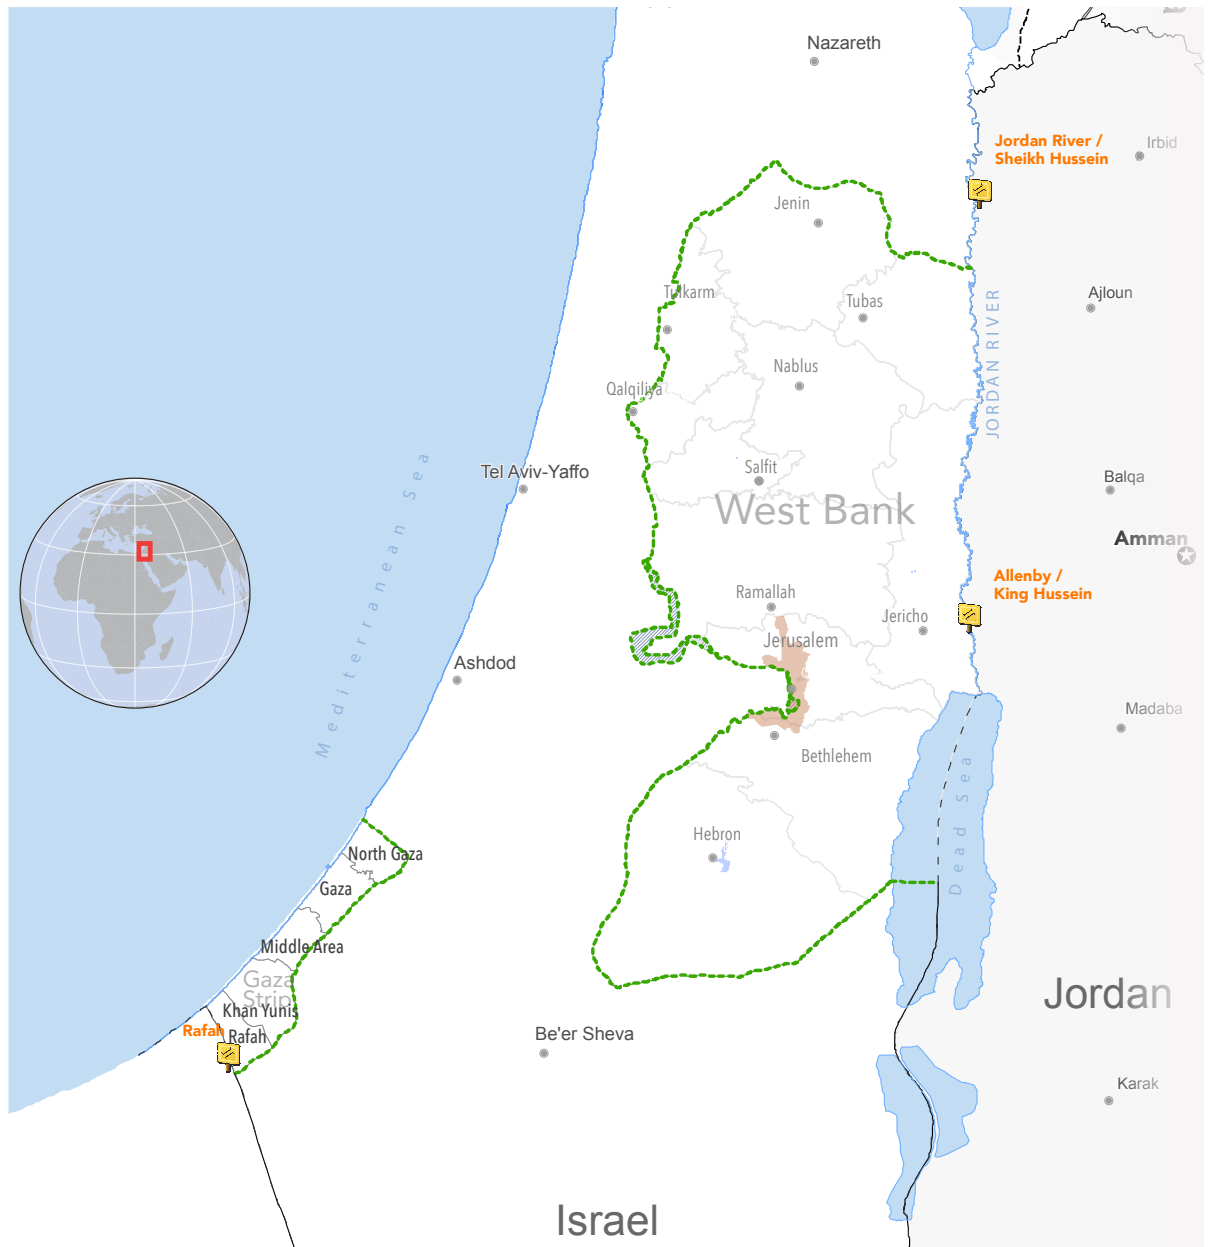 Nazareth
Jordan River /
Sheikh Hussein
Irbid
Jenin
Tulkarm
Tubas
Ajloun
JORDAN RIVER
Nablus
Qalqiliya
Tel Aviv-Yaffo
Salfit
Balqa
West Bank
Amman
Mediterranean Sea
Allenby /
King Hussein
Ramallah
Jericho
Jerusalem
Ashdod
Madaba
Bethlehem
Dead Sea
Hebron
North Gaza
Gaza
Middle Area
Gaza
Strip
Khan Yunis
Rafah
Rafah
Jordan
Be'er Sheva
Karak
Israel